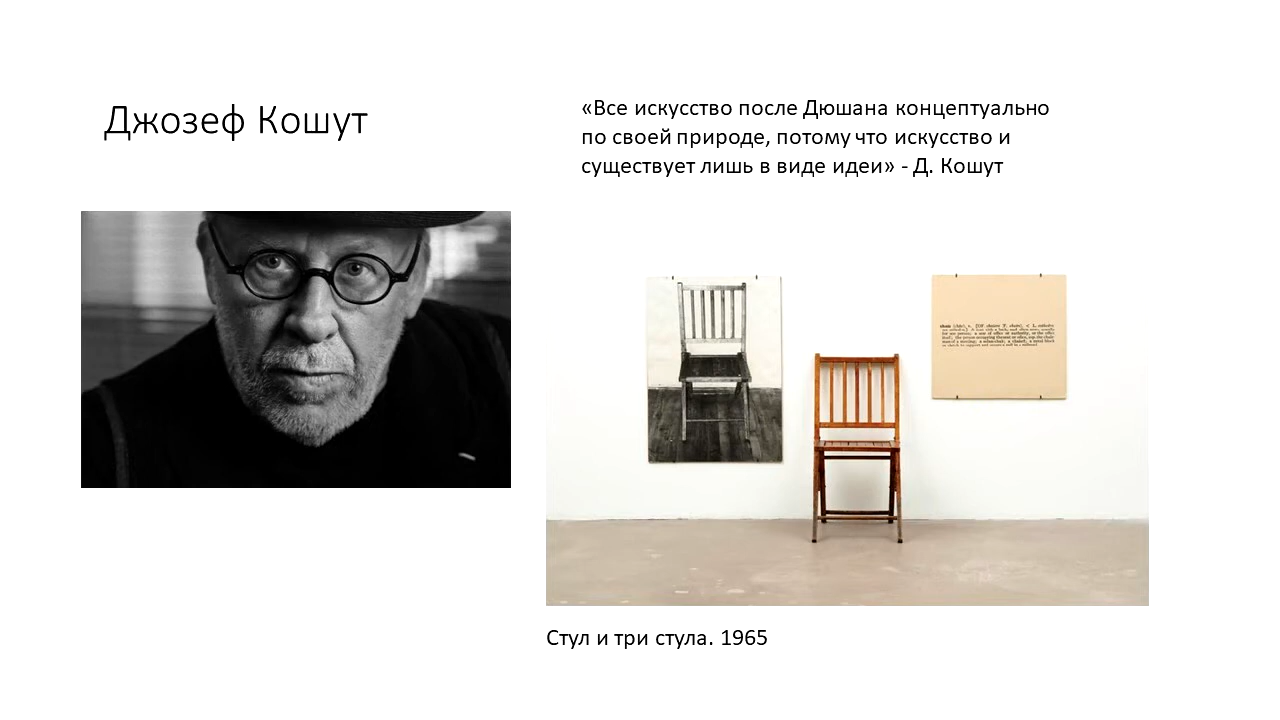 Джозеф Кошут
«Все искусство после Дюшана концептуально
по своей природе, потому что искусство и
существует лишь в виде идеи» - Д. Кошут
Стул и три стула. 1965